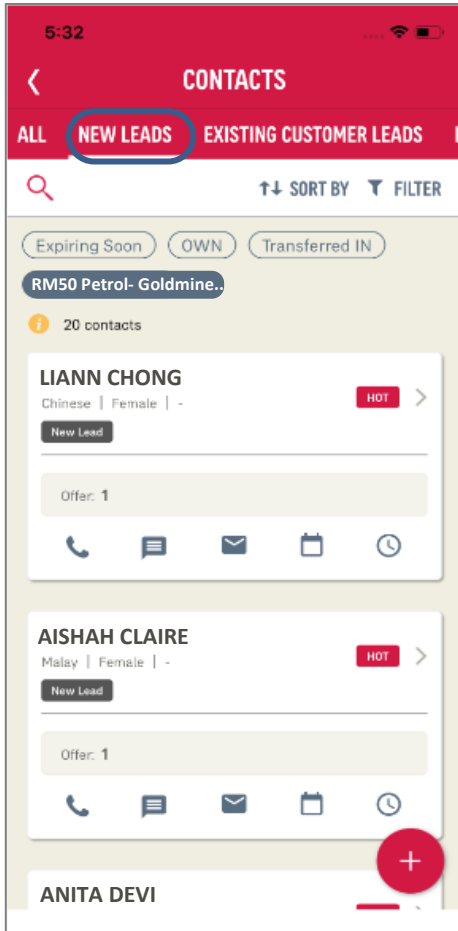 5:32
CONTACTS
ALL NEW LEADS EXISTING CUSTOMER LEADS
SORT BY FILTER
Expiring Soon OWN Transferred IN
RM50 Petrol- Goldmine..
20 contacts
LIANN CHONG
Chinese | Female | -
HOT
New Lead
Offer: 1
AISHAH CLAIRE
Malay | Female | -
HOT
New Lead
Offer: 1
+
ANITA DEVI